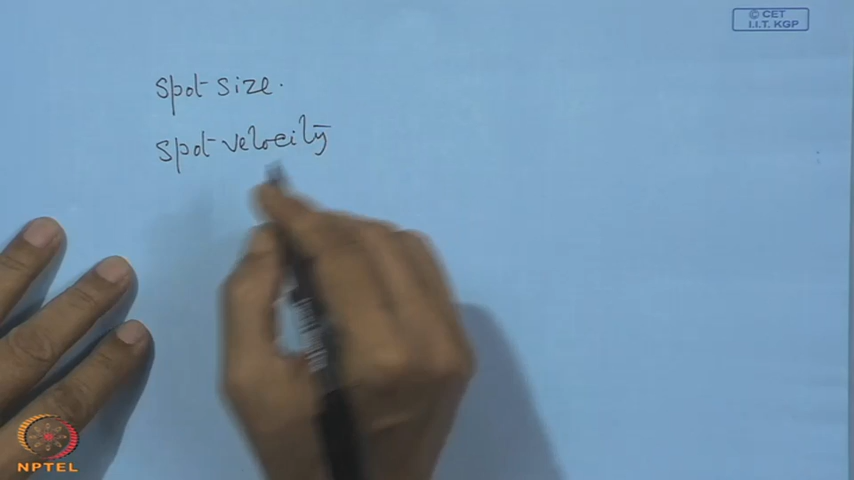 © CET
I.I.T. KGP
spot size.
spot velocity
NPTEL